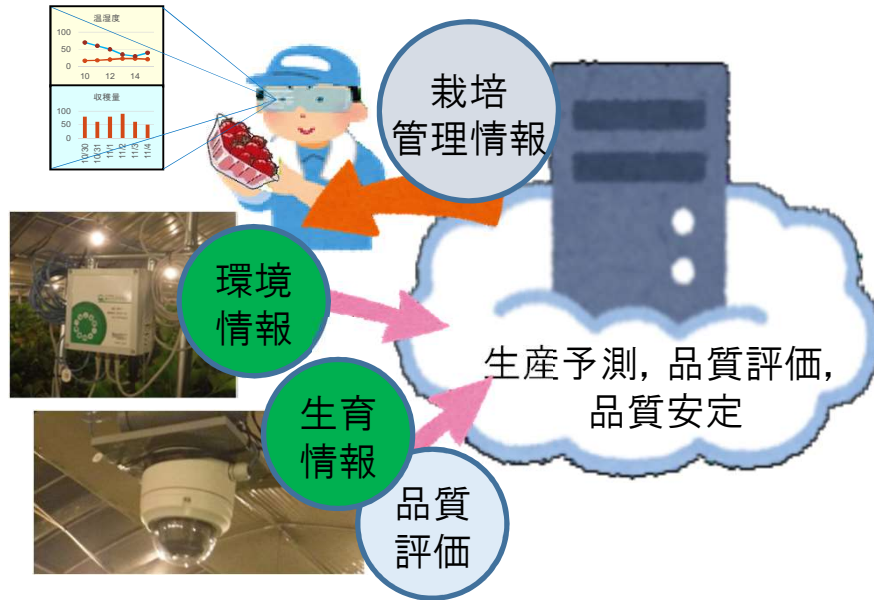 温湿度
100
50
0
10 12 14
収穫量
100
50
0
10/30 10/31 11/1 11/2 11/3 11/4
栽培
管理情報
環境
情報
生産予測, 品質評価,
品質安定
生育
情報
品質
評価